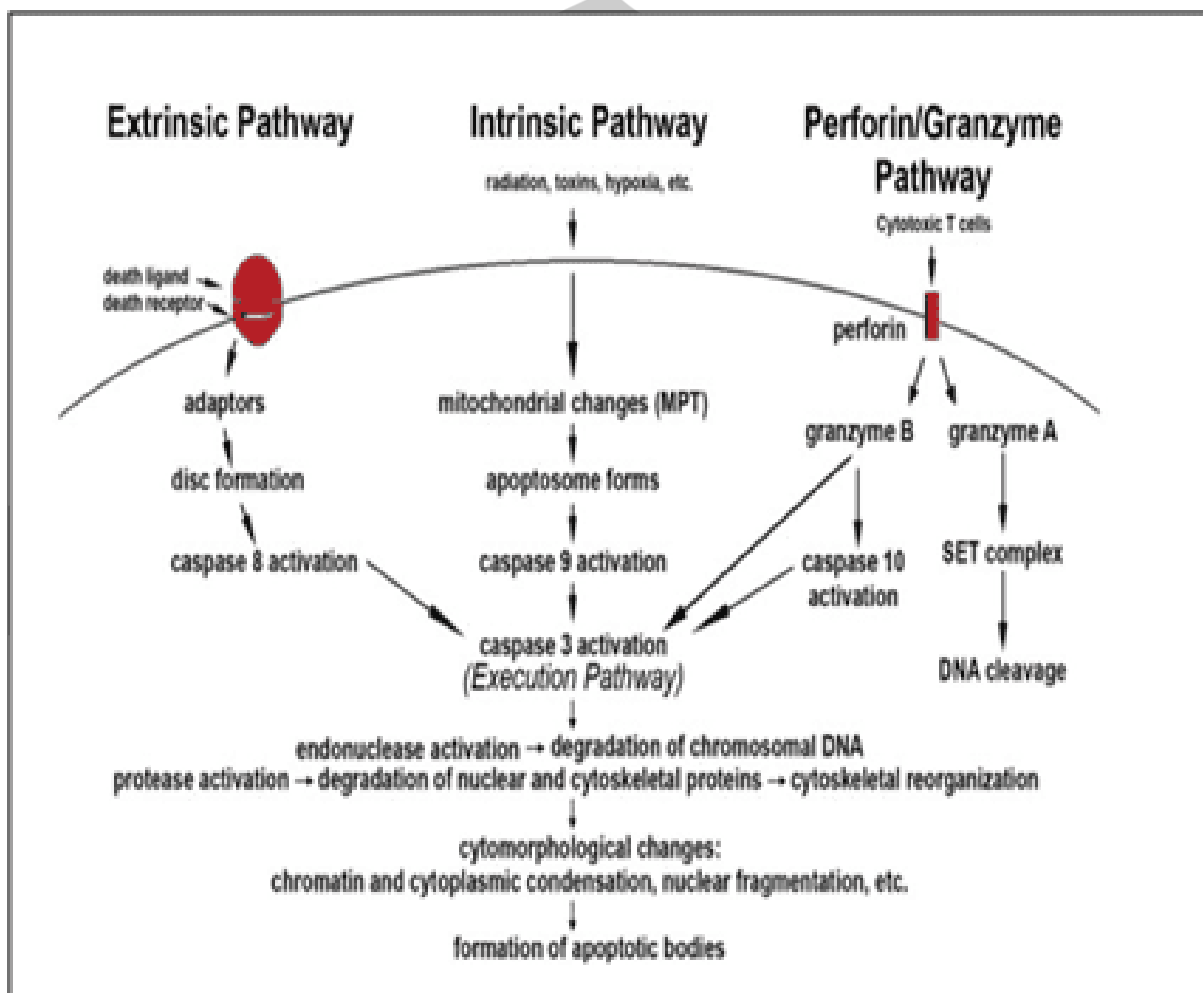 Extrinsic Pathway
Intrinsic Pathway
Perforin/Granzyme
Pathway
radiation, toxins, hypoxia, etc.
Cytotoxic T cells
death ligand
death receptor
perforin
adaptors
mitochondrial changes (MPT)
granzyme B
granzyme A
disc formation
apoptosome forms
caspase 8 activation
caspase 9 activation
caspase 10
activation
SET complex
caspase 3 activation
(Execution Pathway)
DNA cleavage
endonuclease activation → degradation of chromosomal DNA
protease activation → degradation of nuclear and cytoskeletal proteins → cytoskeletal reorganization
cytomorphological changes:
chromatin and cytoplasmic condensation, nuclear fragmentation, etc.
formation of apoptotic bodies